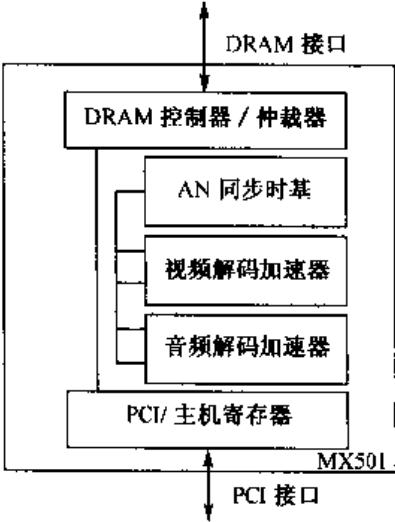 DRAM 接口
DRAM 控制器 / 仲裁器
AN 同步时基
视频解码加速器
音频解码加速器
PCI/ 主机寄存器
MX501
PCI 接口